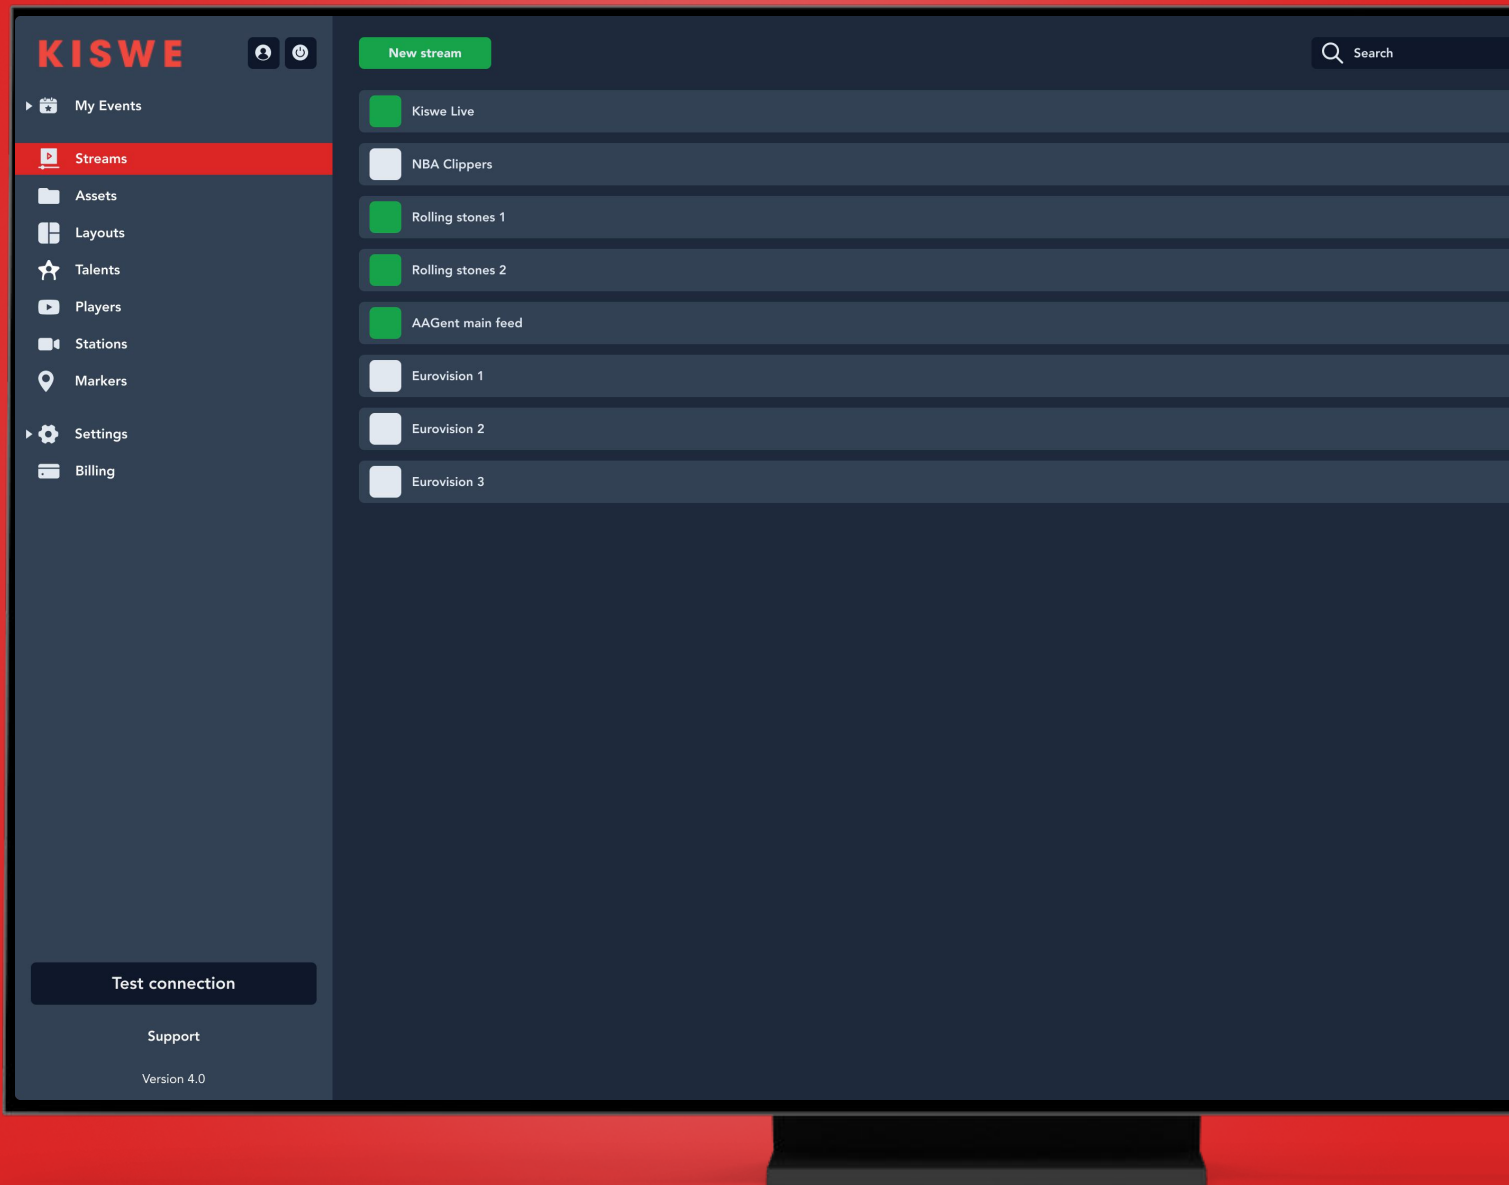 KISWE
My Events
Streams
Assets
Layouts
Talents
Players
Stations
Markers
Settings
Billing
Test connection
Support
Version 4.0
New stream
Search
Kiswe Live
NBA Clippers
Rolling stones 1
Rolling stones 2
AAGent main feed
Eurovision 1
Eurovision 2
Eurovision 3